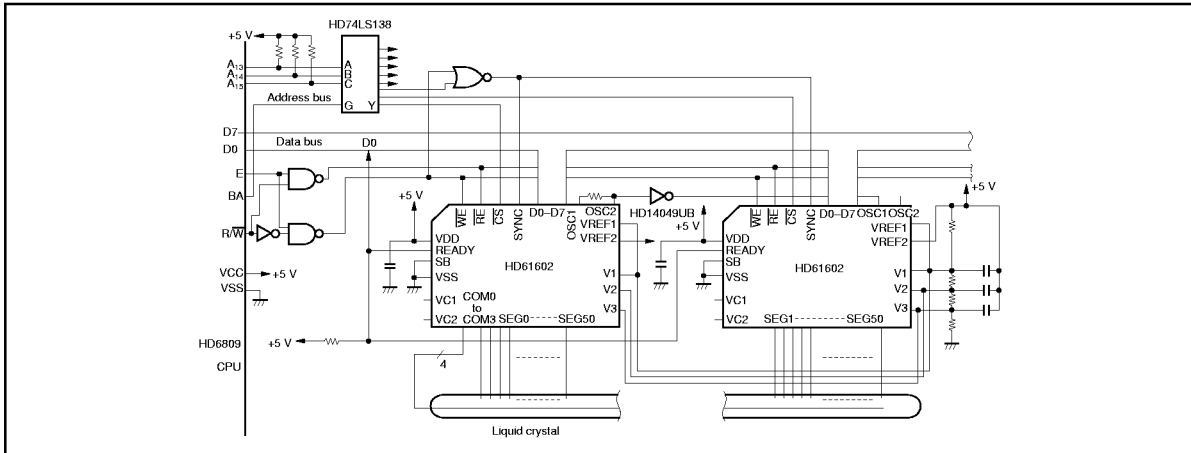 HD74LS138
+5 V
A13
A14
A15
A
B
C
Address bus
G Y
D7
Data bus
D0
D0
E
BA
R/W
+5 V
WE
RE
CS
SYNC
D0–D7
OSC1
OSC2
HD14049UB
+5 V
WE
RE
CS
SYNC
D0–D7
OSC1
OSC2
+5 V
VDD
READY
SB
VSS
VC1
VC2
COM0
to
COM3
SEG0 SEG50
HD61602
VREF1
VREF2
V1
V2
V3
VDD
READY
SB
VSS
VC1
VC2
SEG1 SEG50
HD61602
VREF1
VREF2
V1
V2
V3
VCC
+5 V
VSS
HD6809
+5 V
CPU
4
Liquid crystal